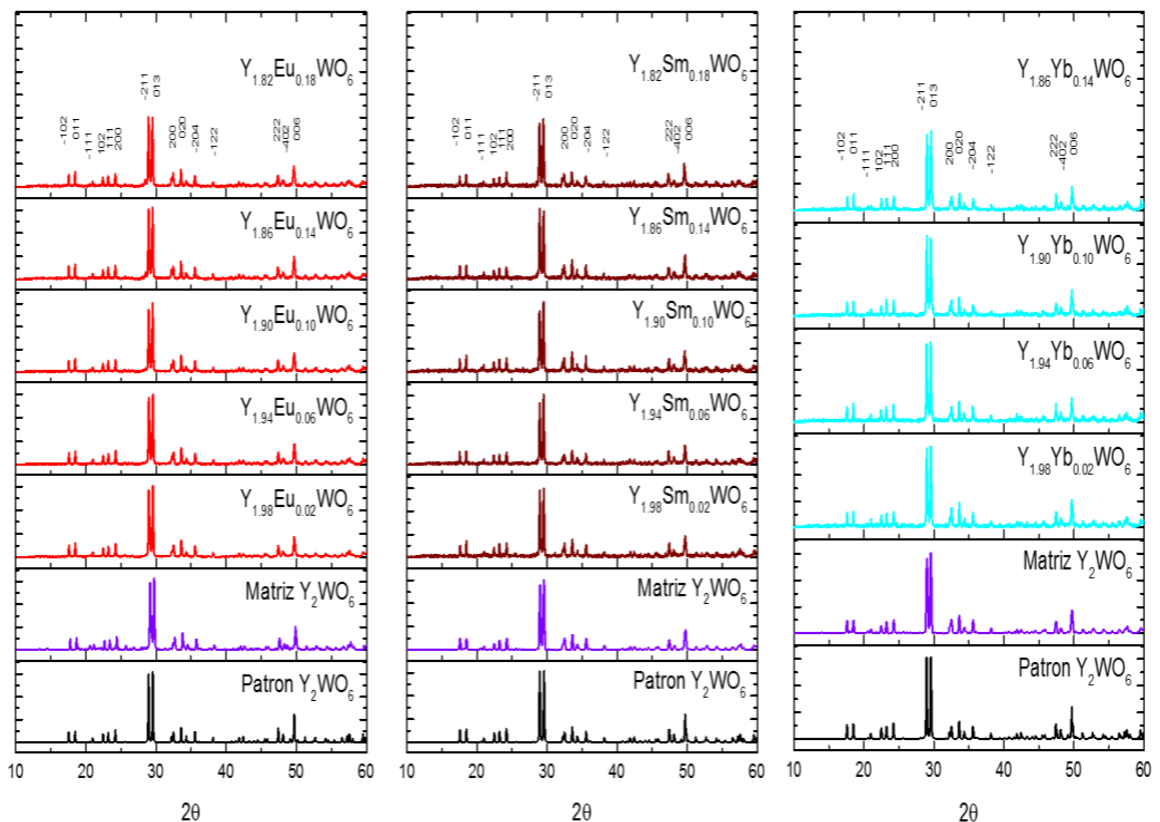 Y1.82Eu0.18WO6
-102
011
-111
102
111
200
-211
013
200
020
-204
-122
222
-402
006
Y1.86Eu0.14WO6
Y1.90Eu0.10WO6
Y1.94Eu0.06WO6
Y1.98Eu0.02WO6
Matriz Y2WO6
Patron Y2WO6
10 20 30 40 50 60
2θ
Y1.82Sm0.18WO6
-102
011
-111
102
111
200
-211
013
200
020
-204
-122
222
-402
006
Y1.86Sm0.14WO6
Y1.90Sm0.10WO6
Y1.94Sm0.06WO6
Y1.98Sm0.02WO6
Matriz Y2WO6
Patron Y2WO6
10 20 30 40 50 60
2θ
Y1.86Yb0.14WO6
-102
011
-111
102
111
200
-211
013
200
020
-204
-122
-222
-402
006
Y1.90Yb0.10WO6
Y1.94Yb0.06WO6
Y1.98Yb0.02WO6
Matriz Y2WO6
Patron Y2WO6
10 20 30 40 50 60
2θ